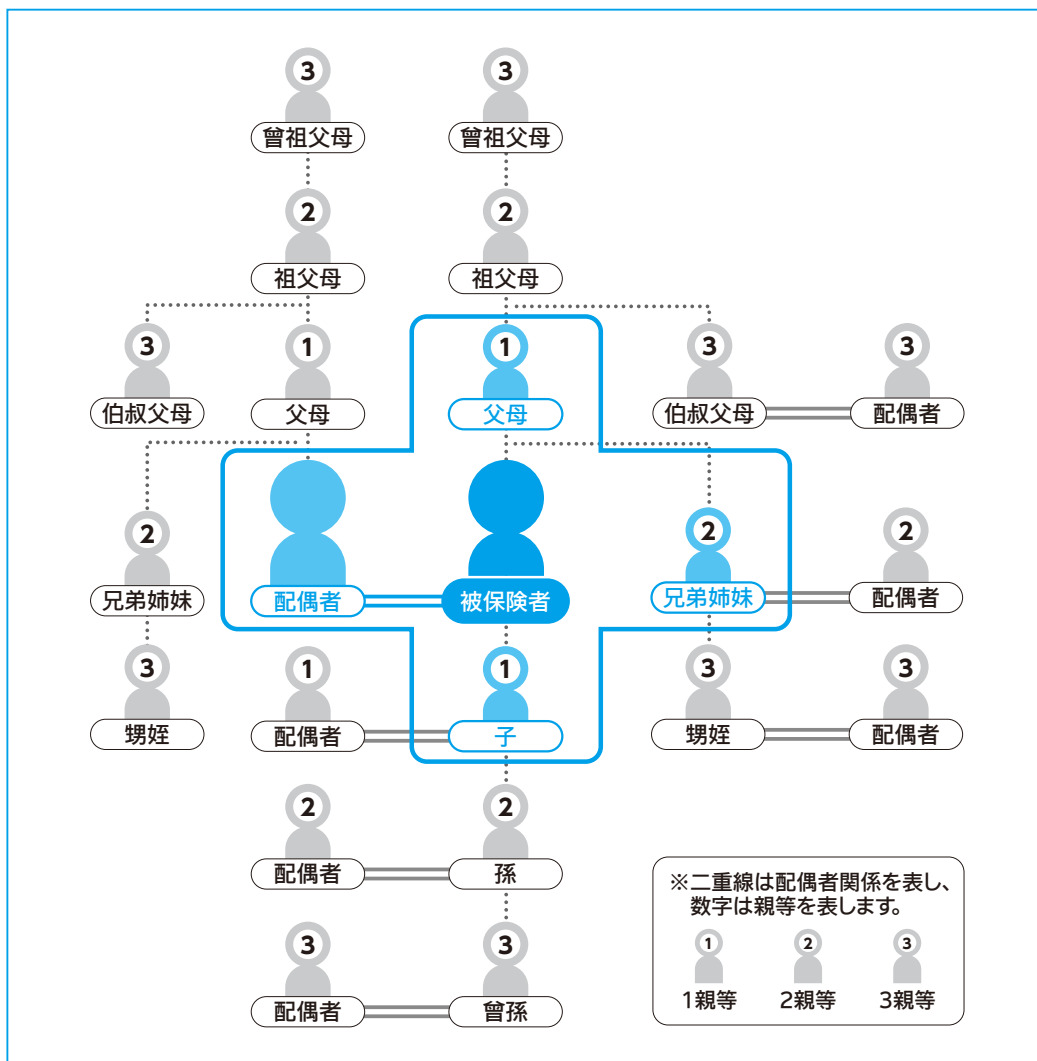 3 3
曾祖父母 曾祖父母
2 2
祖父母 祖父母
3 1 1 3 3
伯叔父母 父母 父母 伯叔父母 配偶者
2 2 2
兄弟姉妹 配偶者 被保険者 兄弟姉妹 配偶者
3 1 1 3 3
甥姪 配偶者 子 甥姪 配偶者
2 2
配偶者 孫
3 3
配偶者 曾孫
※二重線は配偶者関係を表し、
数字は親等を表します。
1 2 3
1親等 2親等 3親等